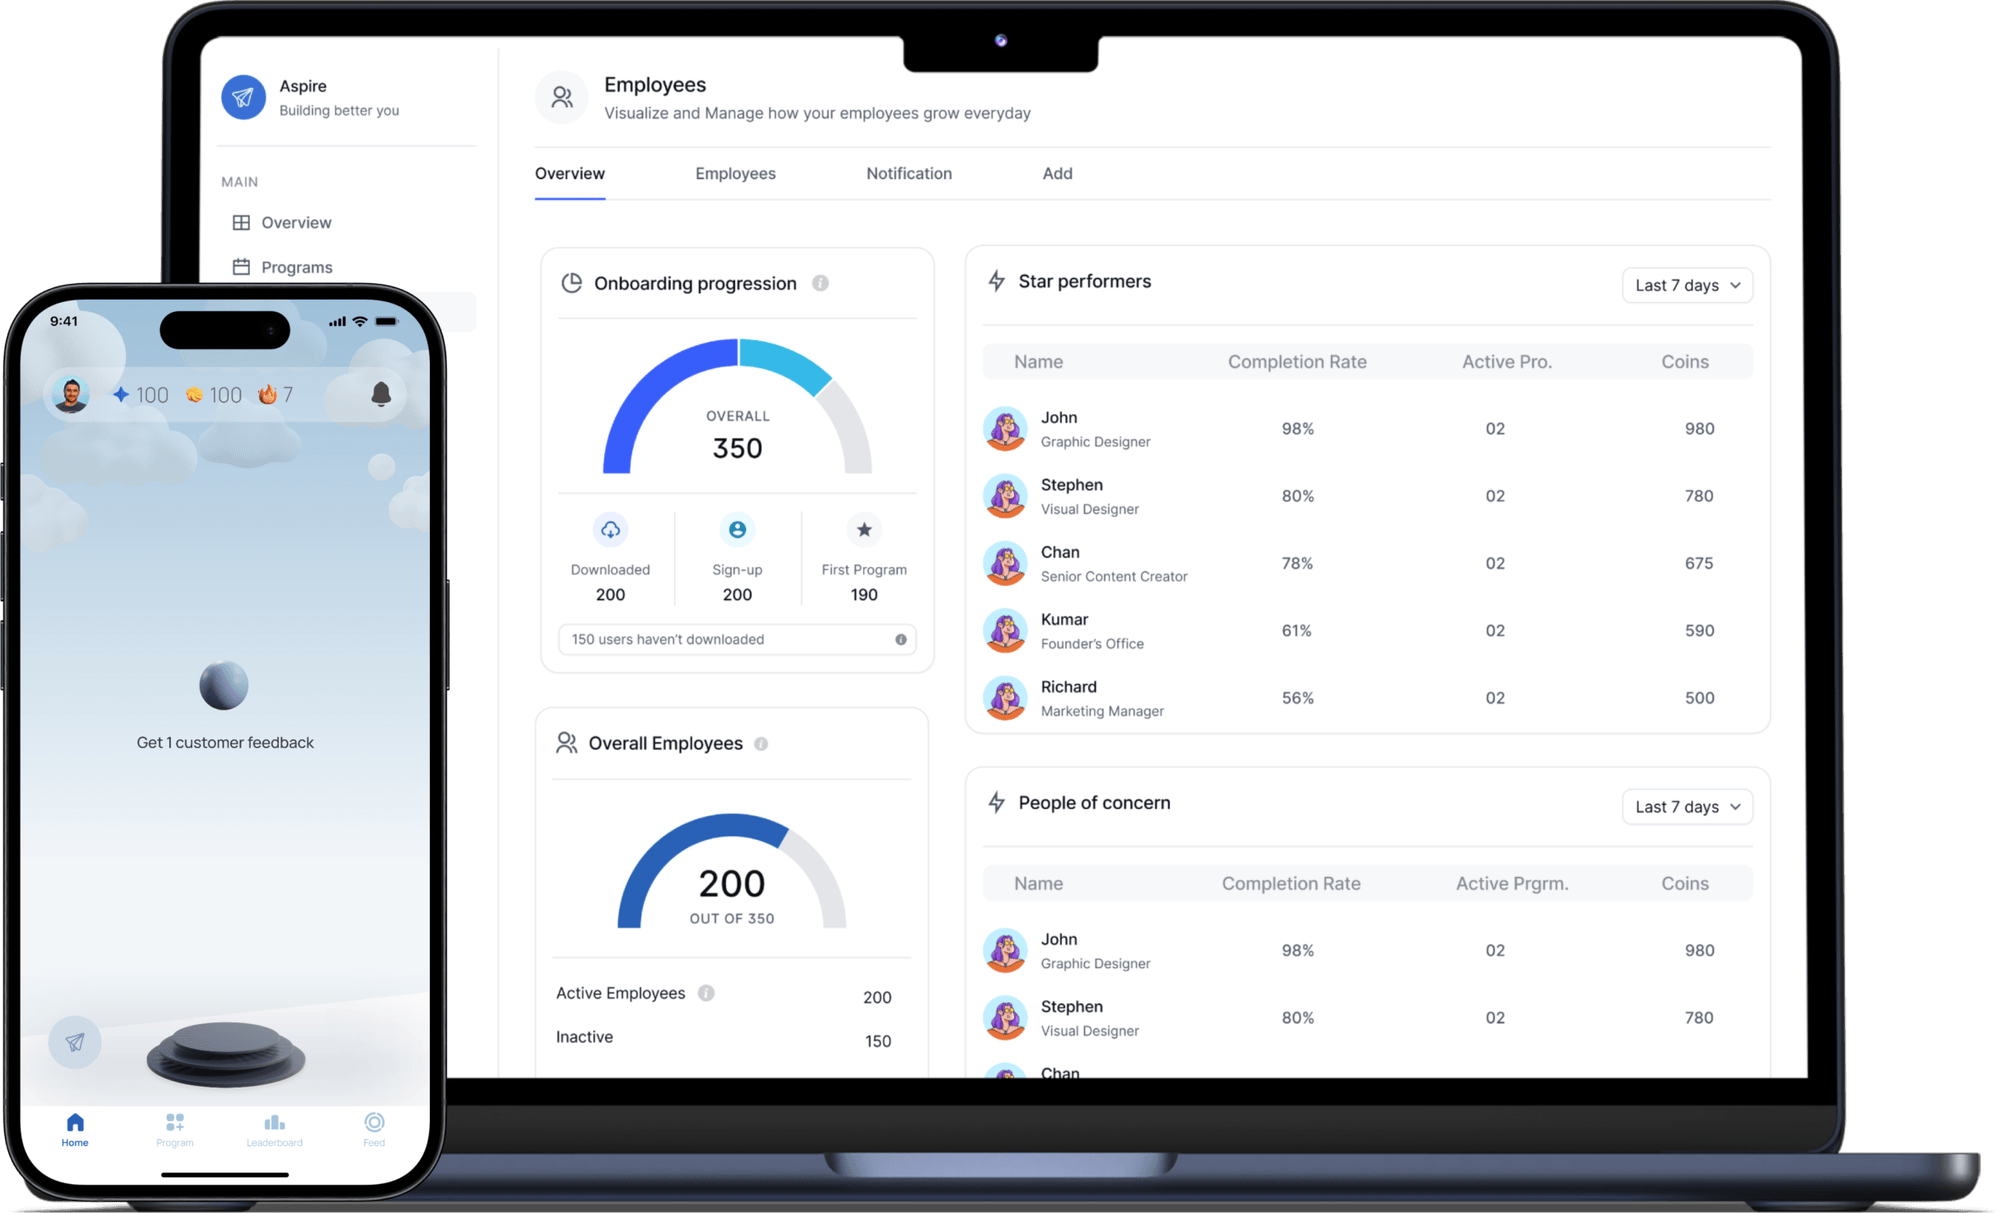 Aspire
Building better you
MAIN
Overview
Programs
Employees
Visualize and Manage how your employees grow everyday
Overview
Employees
Notification
Add
Onboarding progression
OVERALL
350
Downloaded
200
Sign-up
200
First Program
190
150 users haven't downloaded
Overall Employees
200
OUT OF 350
Active Employees
200
Inactive
150
Star performers
Last 7 days
Name Completion Rate Active Pro. Coins
John
Graphic Designer
98% 02 980
Stephen
Visual Designer
80% 02 780
Chan
Senior Content Creator
78% 02 675
Kumar
Founder's Office
61% 02 590
Richard
Marketing Manager
56% 02 500
People of concern
Last 7 days
Name Completion Rate Active Prgrm. Coins
John
Graphic Designer
98% 02 980
Stephen
Visual Designer
80% 02 780
Chan
9:41
100 100 7
Get 1 customer feedback
Home Program Leaderboard Feed